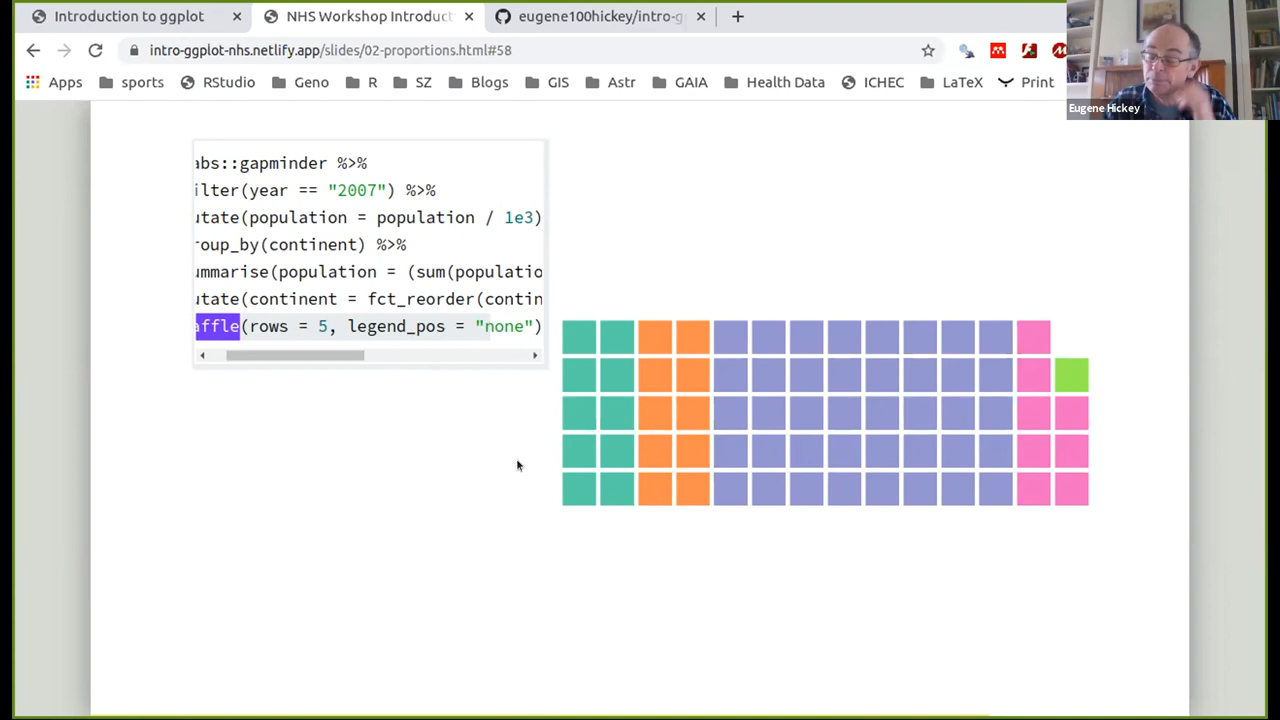 Introduction to ggplot
NHS Workshop Introduct
eugene100hickey/intro-g
intro-ggplot-nhs.netlify.app/slides/02-proportions.html#58
Apps sports RStudio Geno R SZ Blogs GIS Astr GAIA Health Data ICHEC LaTeX Print
Eugene Hickey
abs::gapminder %>%
ilter(year == "2007") %>%
utate(population = population / 1e3)
roup_by(continent) %>%
ummarise(population = (sum(populatio
utate(continent = fct_reorder(contin
affle(rows = 5, legend_pos = "none")